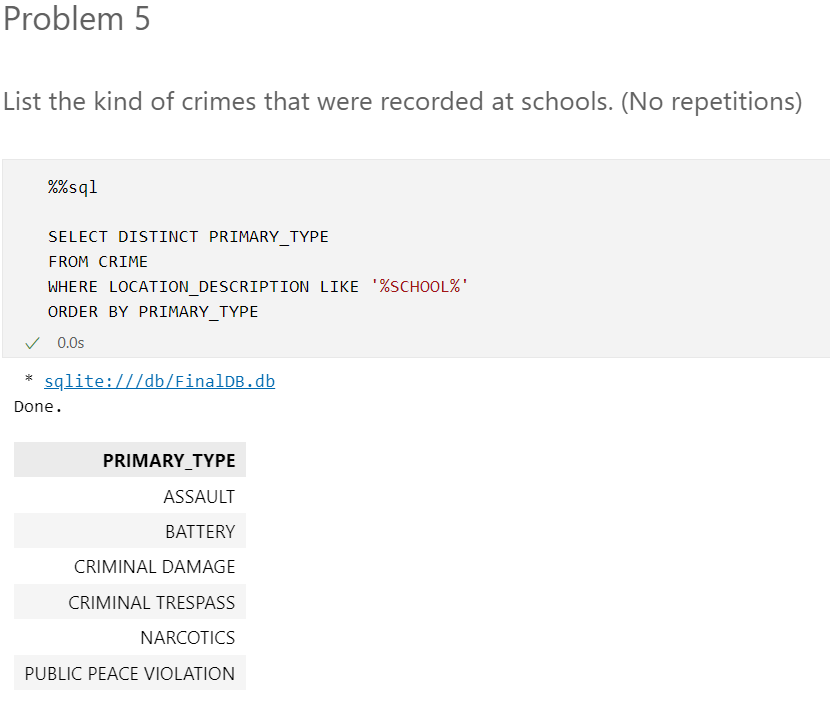 Problem 5
List the kind of crimes that were recorded at schools. (No repetitions)
%%sql
SELECT DISTINCT PRIMARY_TYPE
FROM CRIME
WHERE LOCATION_DESCRIPTION LIKE '%SCHOOL%'
ORDER BY PRIMARY_TYPE
✓ 0.0s
* sqlite:///db/FinalDB.db
Done.
PRIMARY_TYPE
ASSAULT
BATTERY
CRIMINAL DAMAGE
CRIMINAL TRESPASS
NARCOTICS
PUBLIC PEACE VIOLATION